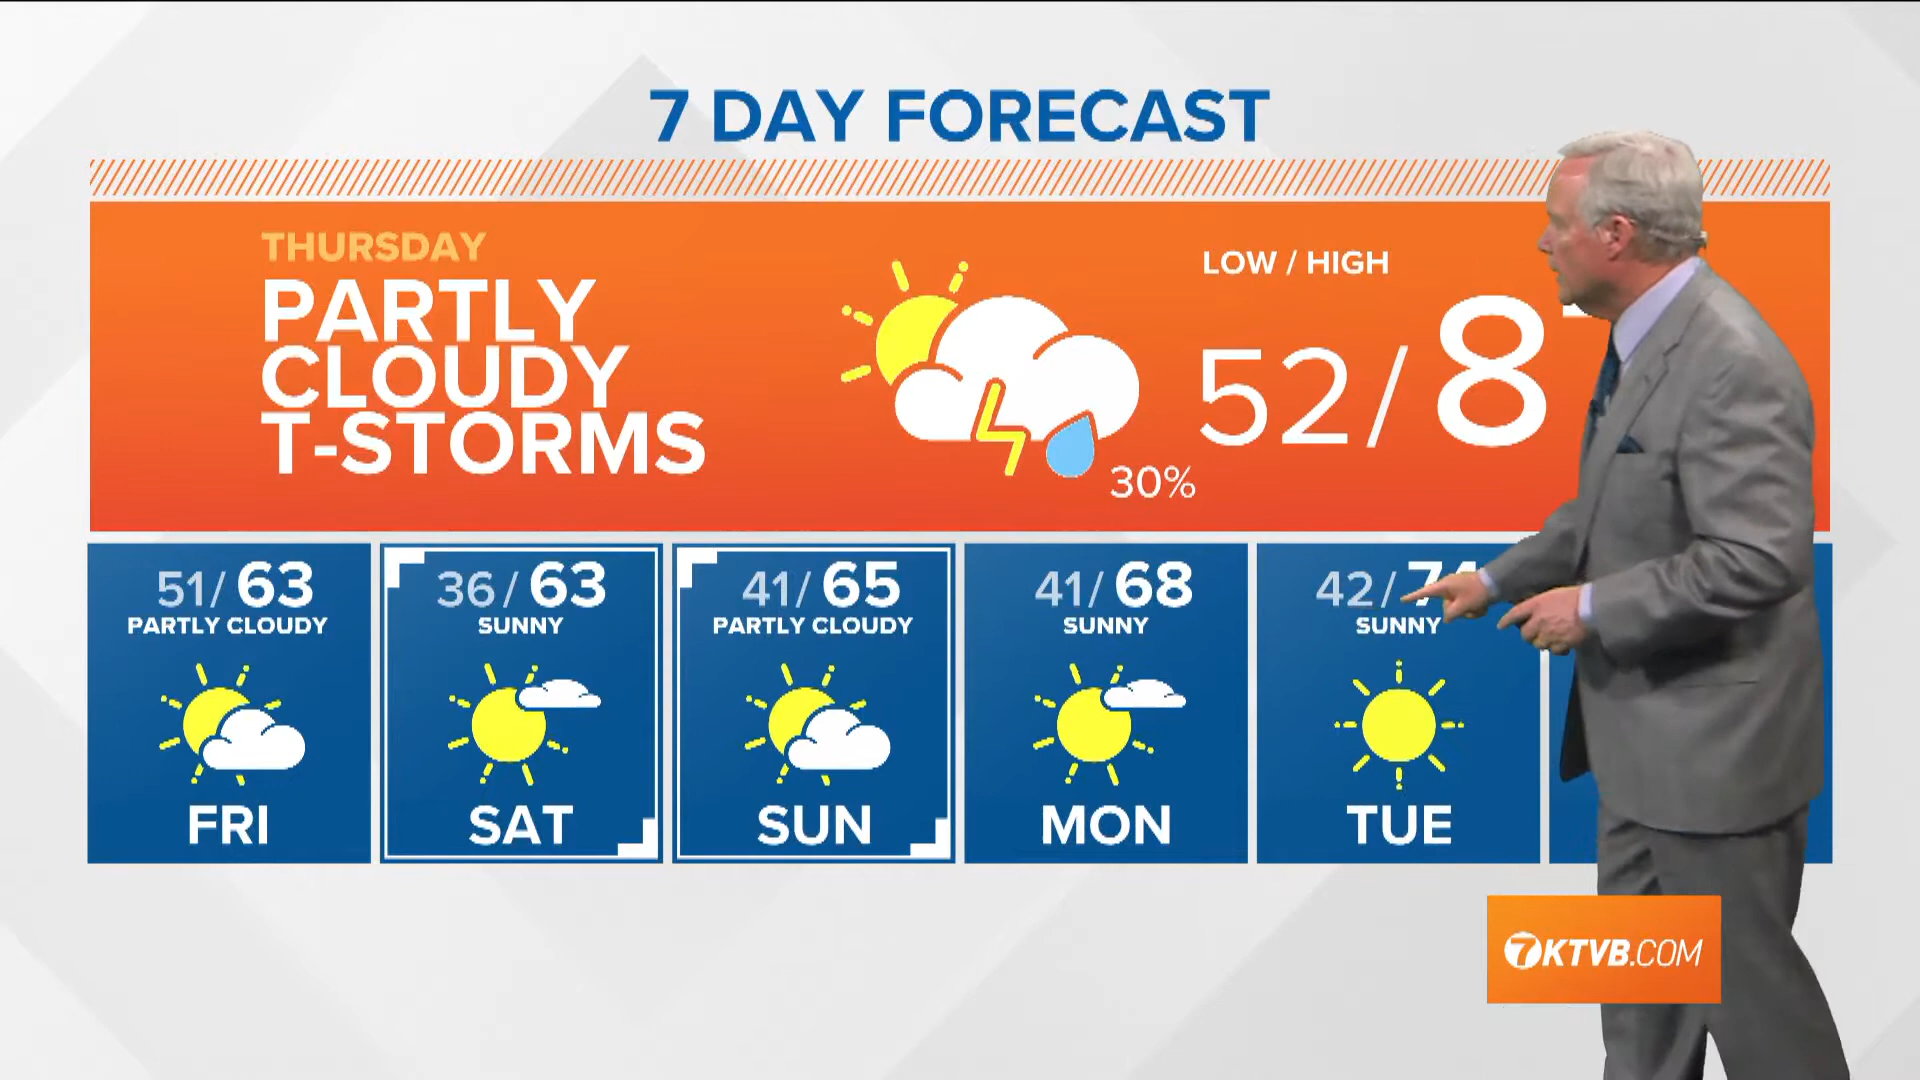 7 DAY FORECAST
THURSDAY
PARTLY
CLOUDY
T-STORMS
30%
LOW / HIGH
52/8
51/63
PARTLY CLOUDY
FRI
36/63
SUNNY
SAT
41/65
PARTLY CLOUDY
SUN
41/68
SUNNY
MON
42/
SUNNY
TUE
7KTVB.COM